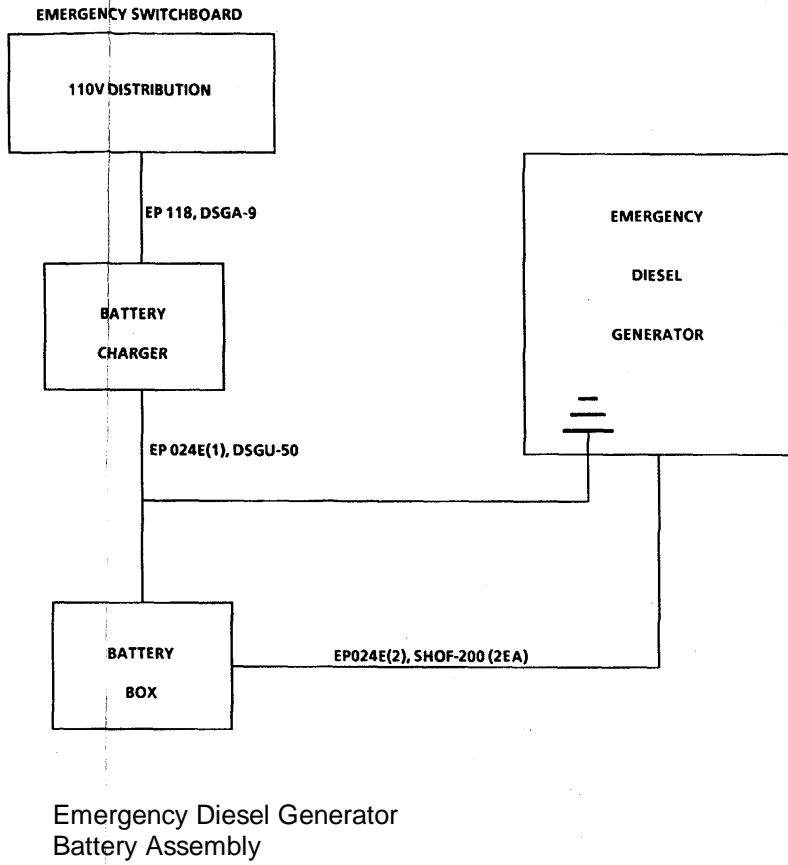 EMERGENCY SWITCHBOARD
110V DISTRIBUTION
EP 118, DSGA-9
BATTERY
CHARGER
EMERGENCY
DIESEL
GENERATOR
EP 024E(1), DSGU-50
BATTERY
BOX
EP024E(2), SHOF-200 (2EA)
Emergency Diesel Generator
Battery Assembly